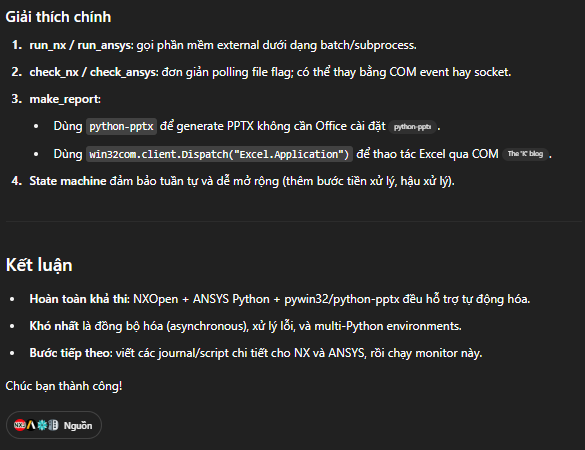 Giải thích chính
1. run_nx / run_ansys: gọi phần mềm external dưới dạng batch/subprocess.
2. check_nx / check_ansys: đơn giản polling file flag; có thể thay bằng COM event hay socket.
3. make_report:
• Dùng python-pptx để generate PPTX không cần Office cài đặt python-pptx .
• Dùng win32com.client.Dispatch("Excel.Application") để thao tác Excel qua COM The 'K' blog .
4. State machine đảm bảo tuần tự và dễ mở rộng (thêm bước tiền xử lý, hậu xử lý).
Kết luận
• Hoàn toàn khả thi: NXOpen + ANSYS Python + pywin32/python-pptx đều hỗ trợ tự động hóa.
• Khó nhất là đồng bộ hóa (asynchronous), xử lý lỗi, và multi-Python environments.
• Bước tiếp theo: viết các journal/script chi tiết cho NX và ANSYS, rồi chạy monitor này.
Chúc bạn thành công!
Nguồn